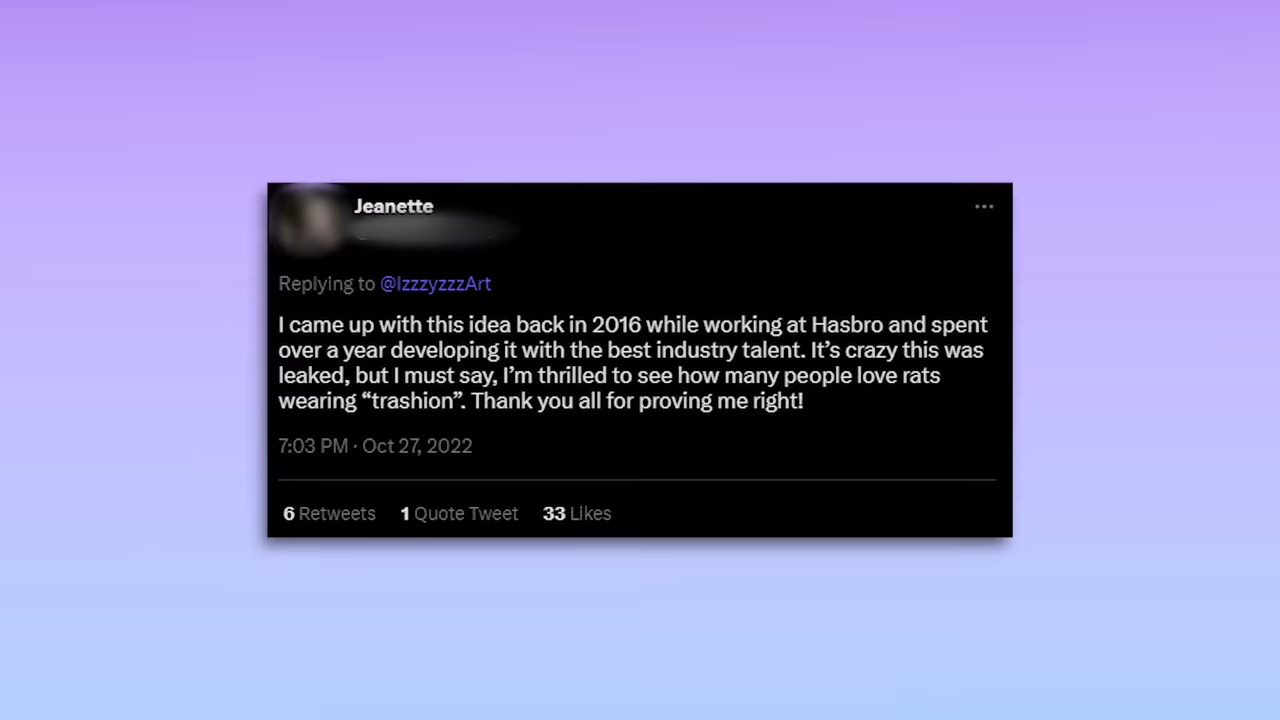 Jeanette
Replying to @IzzzyzzzArt
I came up with this idea back in 2016 while working at Hasbro and spent
over a year developing it with the best industry talent. It’s crazy this was
leaked, but I must say, I’m thrilled to see how many people love rats
wearing “trashion”. Thank you all for proving me right!
7:03 PM · Oct 27, 2022
6 Retweets 1 Quote Tweet 33 Likes